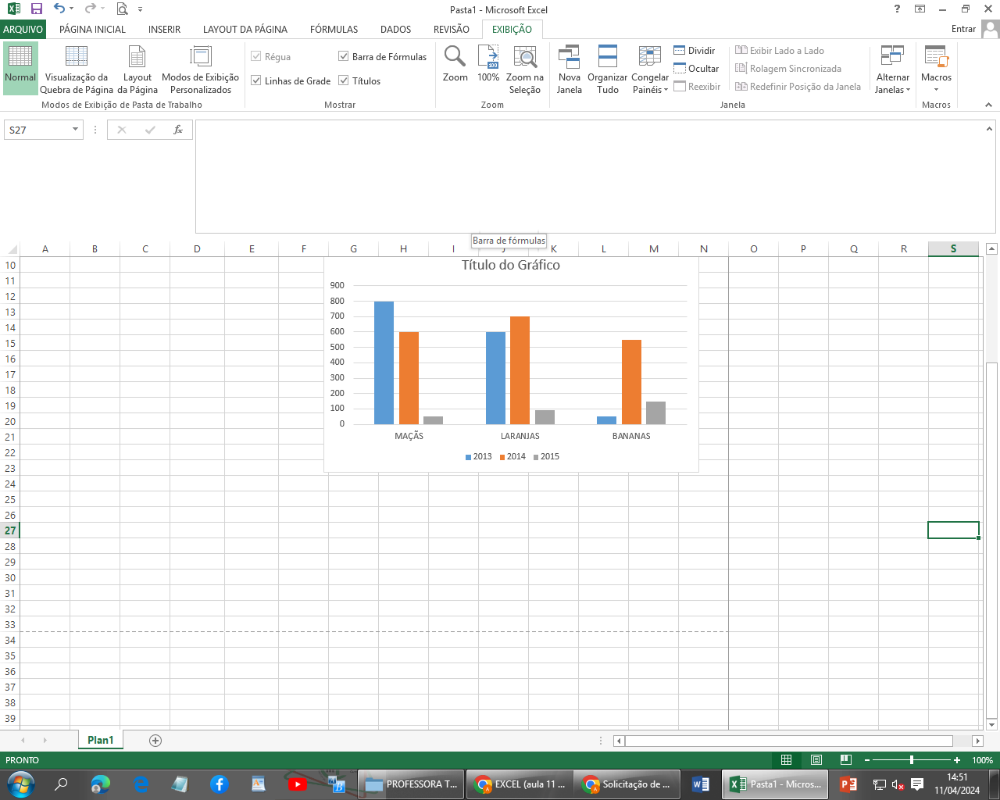 Pasta1 - Microsoft Excel
ARQUIVO PÁGINA INICIAL INSERIR LAYOUT DA PÁGINA FÓRMULAS DADOS REVISÃO EXIBIÇÃO Entrar
Normal
Visualização da
Quebra de Página
Layout
da Página
Modos de Exibição
Personalizados
Modos de Exibição de Pasta de Trabalho
Régua
Barra de Fórmulas
Linhas de Grade
Títulos
Mostrar
Zoom
100%
Zoom na
Seleção
Zoom
Nova
Janela
Organizar
Tudo
Congelar
Painéis
Dividir
Ocultar
Reexibir
Exibir Lado a Lado
Rolagem Sincronizada
Redefinir Posição da Janela
Alternar
Janelas
Janela
Macros
Macros
S27
fx
Barra de fórmulas
A B C D E F G H I J K L M N O P Q R S
10
11
12
13
14
15
16
17
18
19
20
21
22
23
24
25
26
27
28
29
30
31
32
33
34
35
36
37
38
39
Título do Gráfico
900
800
700
600
500
400
300
200
100
0
MAÇÃS LARANJAS BANANAS
2013 2014 2015
Plan1
PRONTO
100%
PROFESSORA T...
EXCEL (aula 11 ...
Solicitação de ...
Pasta1 - Micros...
14:51
11/04/2024